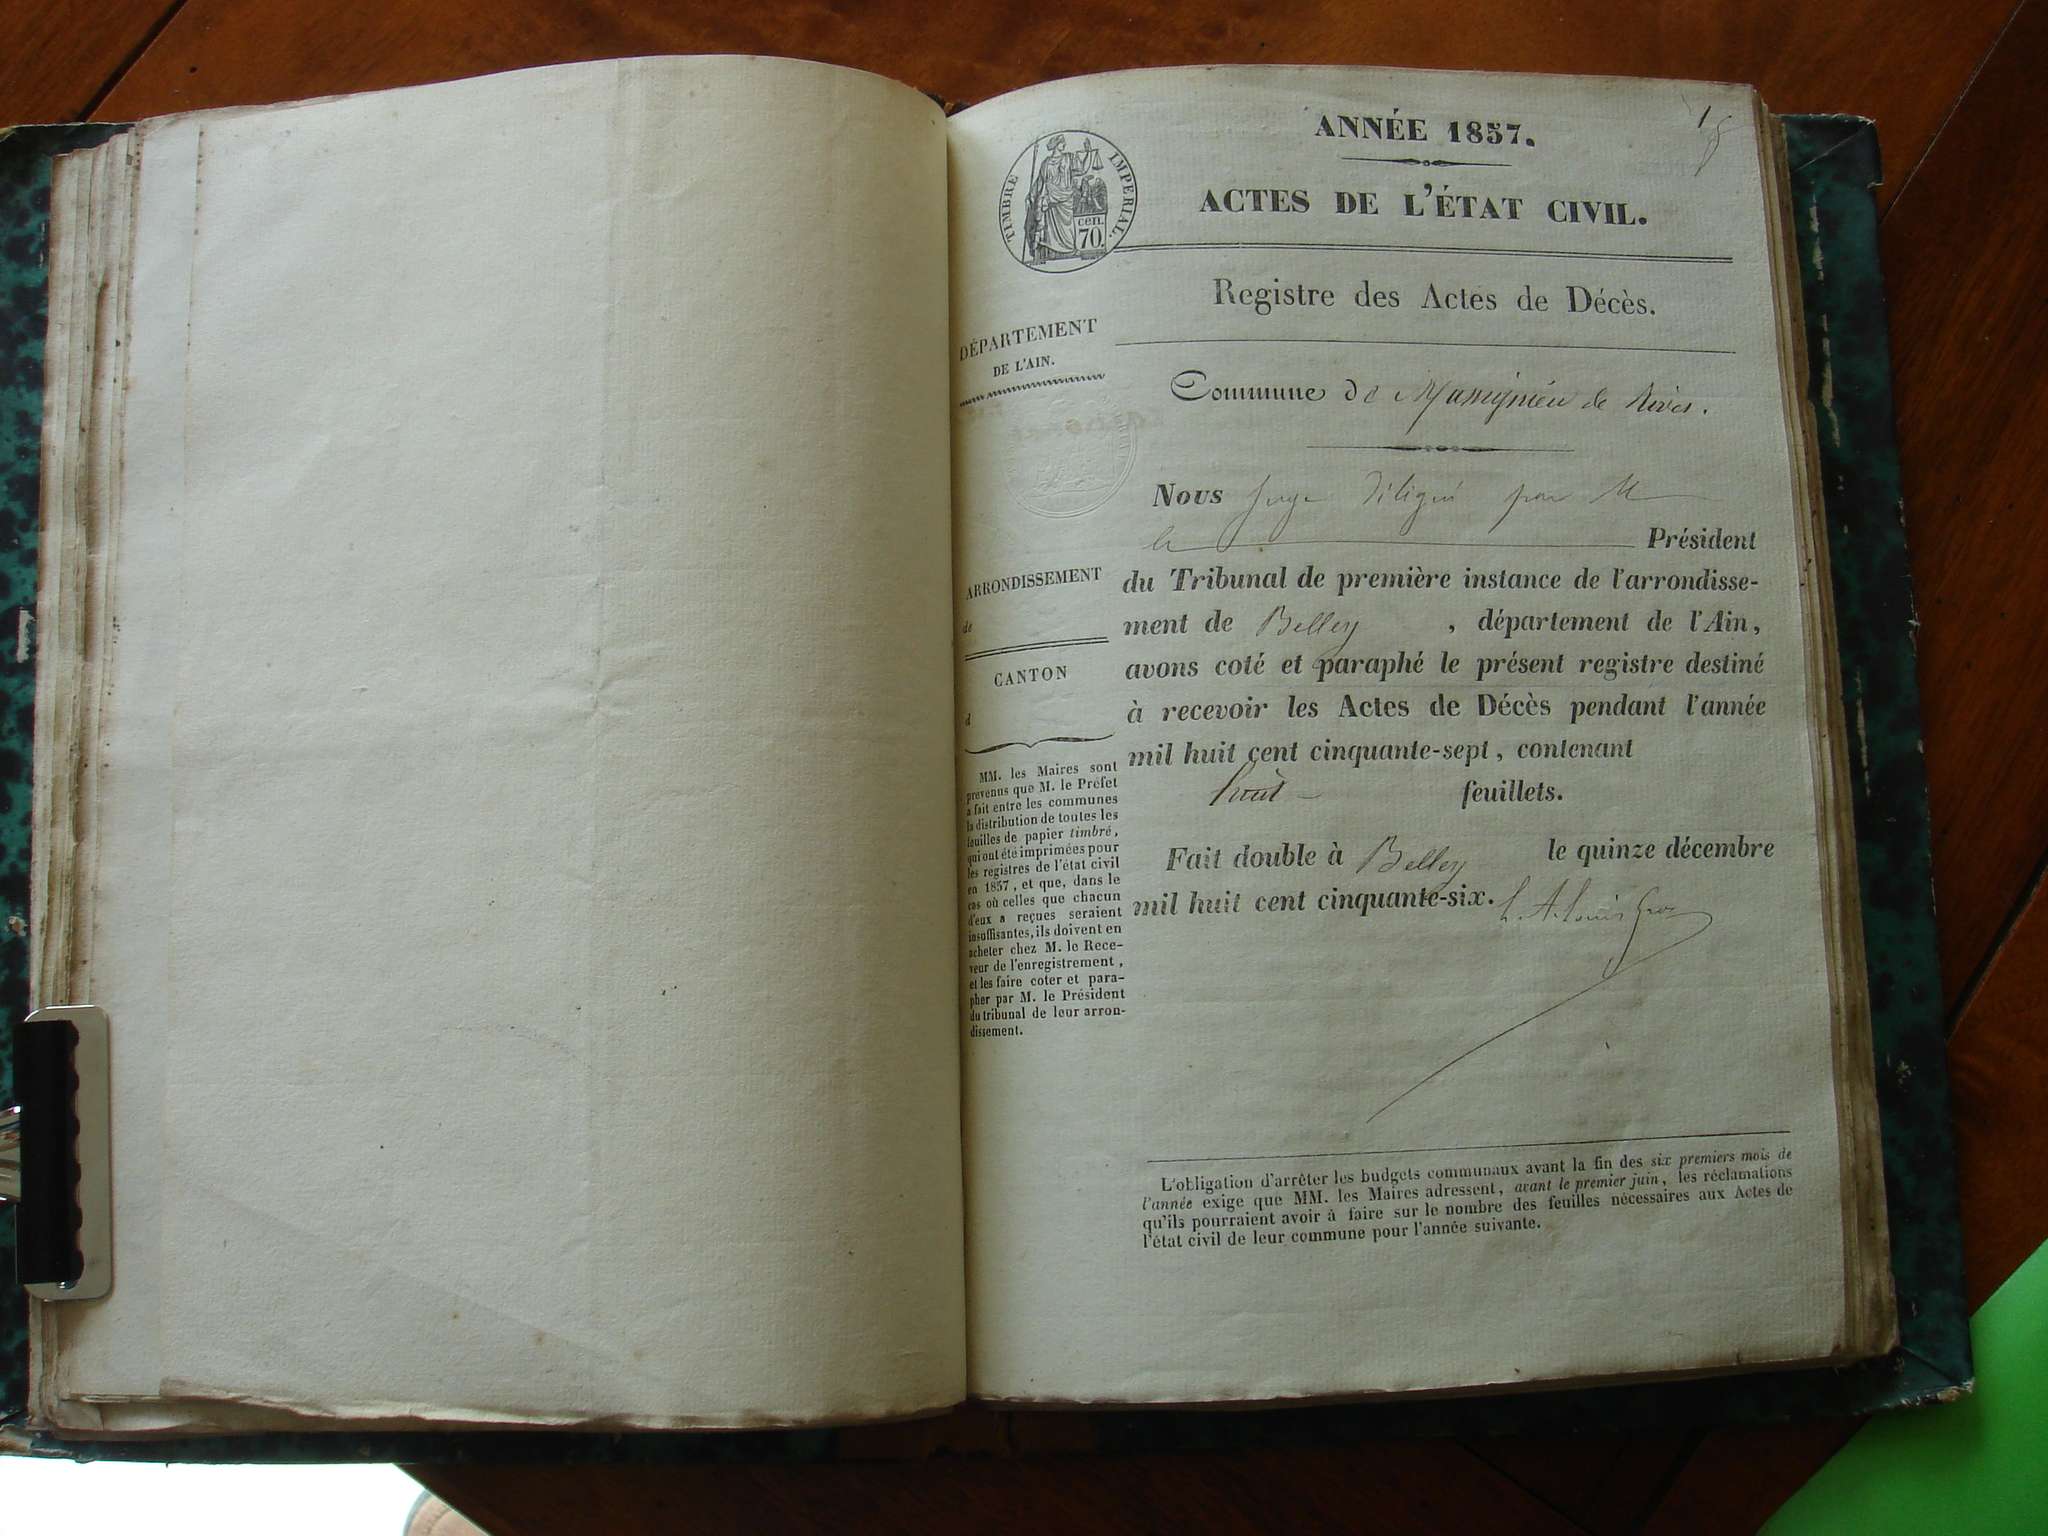 1
ANNÉE 1857.
TIMBRE IMPERIAL.
cen.
70.
ACTES DE L'ÉTAT CIVIL.
Registre des Actes de Décès.
DÉPARTEMENT
DE L'AIN.
Commune de Massignieu de Rives.
Nous Juge délégué par M
le Président
du Tribunal de première instance de l'arrondisse-
ment de Belley , département de l'Ain,
avons coté et paraphé le présent registre destiné
à recevoir les Actes de Décès pendant l'année
mil huit cent cinquante-sept, contenant
huit feuillets.
Fait double à Belley le quinze décembre
mil huit cent cinquante-six.
ARRONDISSEMENT
de
CANTON
d
MM. les Maires sont
prévenus que M. le Préfet
a fait entre les communes
la distribution de toutes les
feuilles de papier timbré,
qui ont été imprimées pour
les registres de l'état civil
en 1857, et que, dans le
cas où celles que chacun
d'eux a reçues seraient
insuffisantes, ils doivent en
acheter chez M. le Rece-
veur de l'enregistrement,
et les faire coter et para-
pher par M. le Président
du tribunal de leur arron-
dissement.
L'obligation d'arrêter les budgets communaux avant la fin des six premiers mois de
l'année exige que MM. les Maires adressent, avant le premier juin, les réclamations
qu'ils pourraient avoir à faire sur le nombre des feuilles nécessaires aux Actes de
l'état civil de leur commune pour l'année suivante.